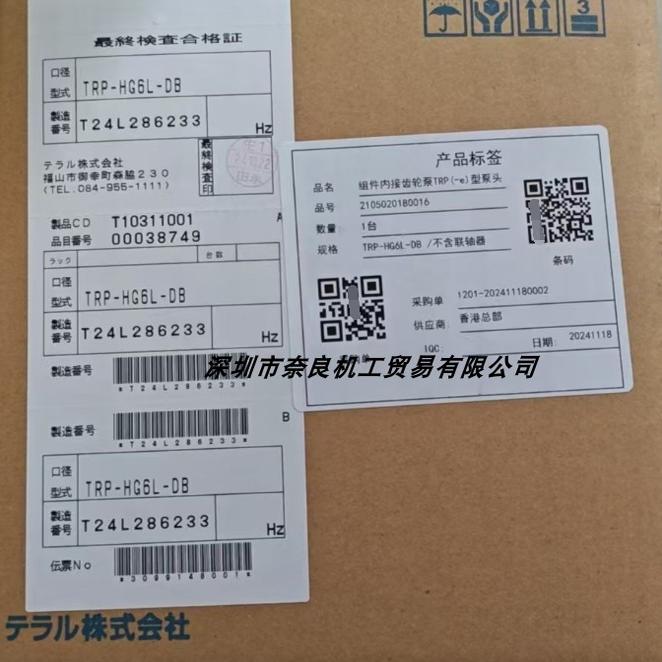 3
最終検査合格証
口径
型式 TRP-HG6L-DB
製造番号 T24L286233 Hz
テラル株式会社
福山市御幸町森脇230
(TEL.084-955-1111)
最終検査印
製品CD T10311001 A
品目番号 00038749
ラック 台数
口径
型式 TRP-HG6L-DB
製造番号 T24L286233 Hz
製造番号
*T24L286233*
製造番号 B
*T24L286233*
口径
型式 TRP-HG6L-DB
製造番号 T24L286233 Hz
伝票No
*3099148001*
テラル株式会社
产品标签
品名 组件内接齿轮泵TRP(-e)型泵头
品号 2105020180016
数量 1台
规格 TRP-HG6L-DB /不含联轴器
条码
采购单 1201-202411180002
供应商: 香港总部
IQC: 日期: 20241118
深圳市奈良机工贸易有限公司